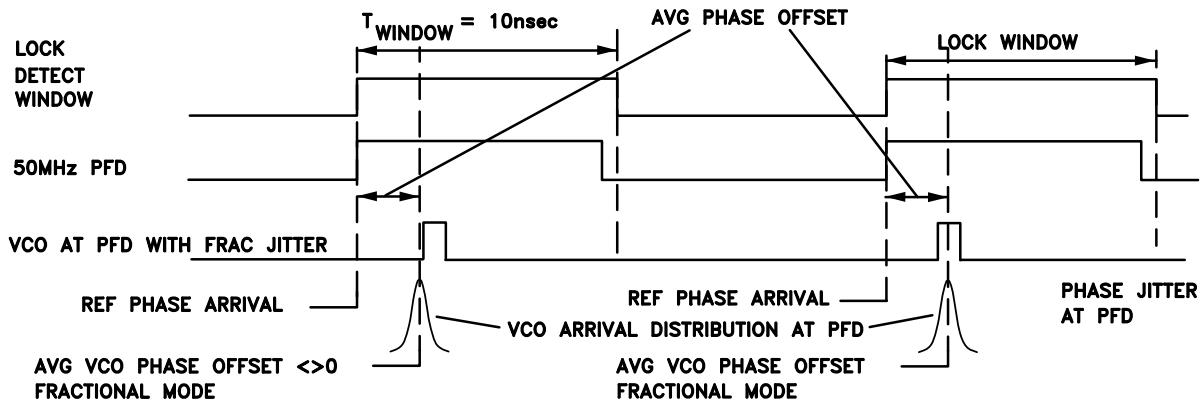 T WINDOW = 10nsec
AVG PHASE OFFSET
LOCK
DETECT
WINDOW
LOCK WINDOW
50MHz PFD
VCO AT PFD WITH FRAC JITTER
REF PHASE ARRIVAL
REF PHASE ARRIVAL
PHASE JITTER
AT PFD
VCO ARRIVAL DISTRIBUTION AT PFD
AVG VCO PHASE OFFSET <>0
FRACTIONAL MODE
AVG VCO PHASE OFFSET
FRACTIONAL MODE